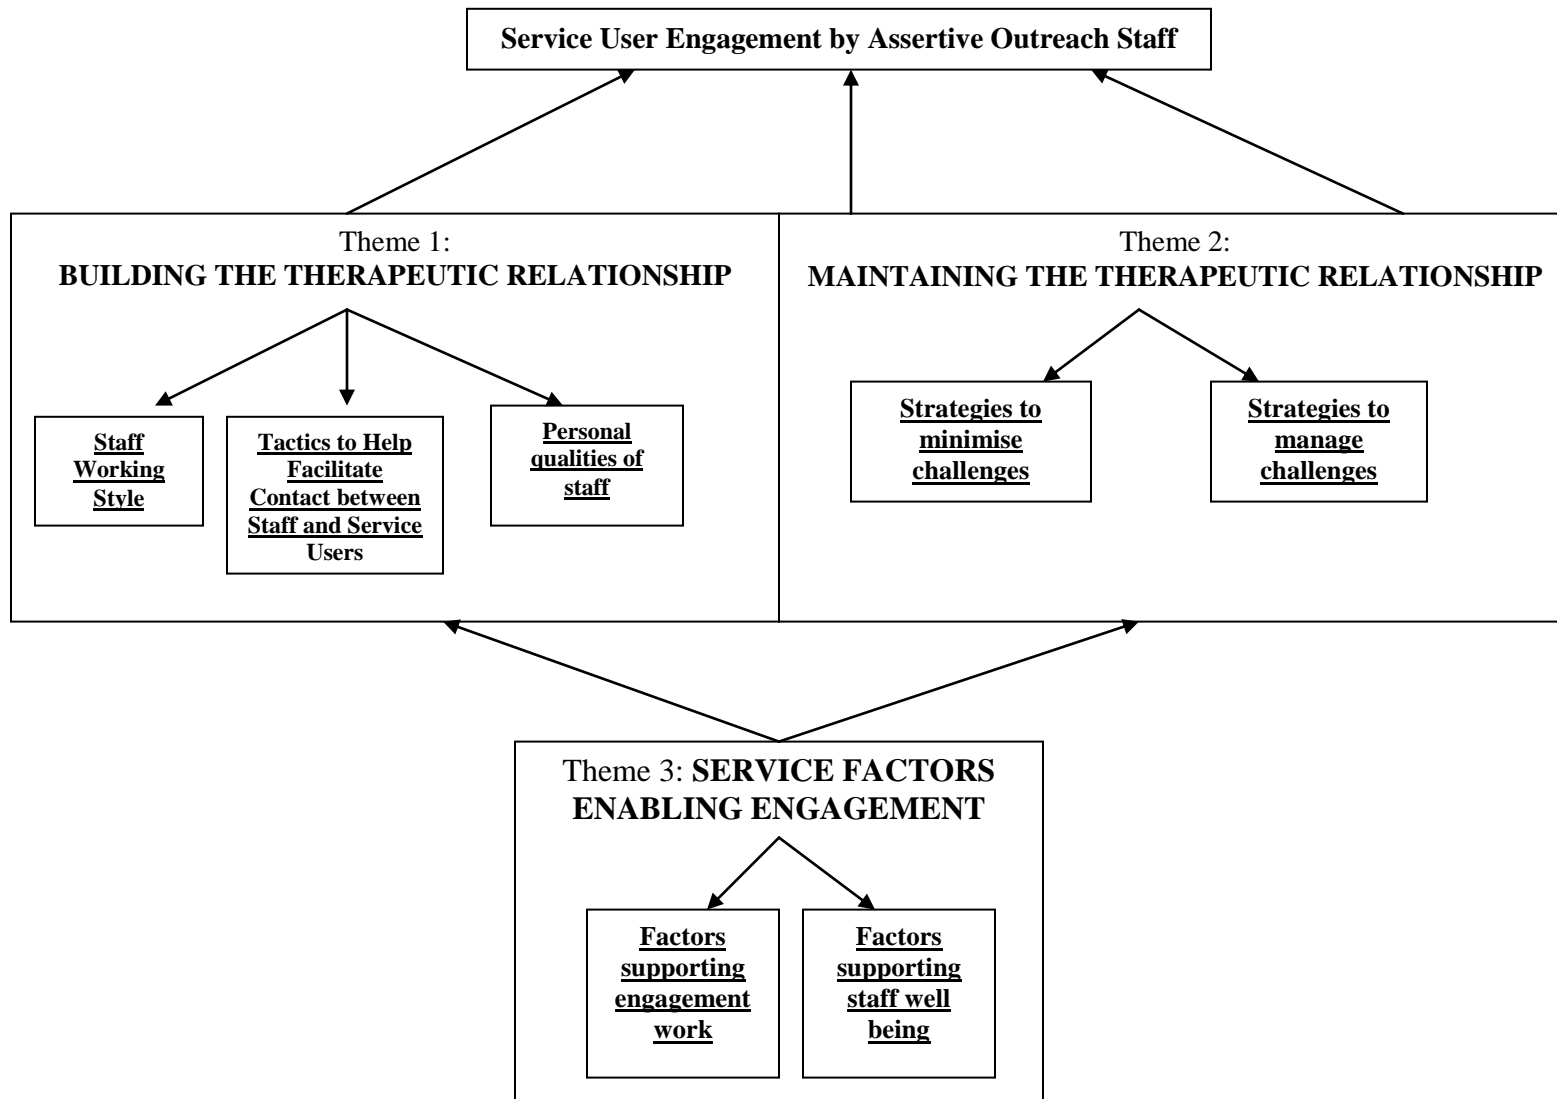 Service User Engagement by Assertive Outreach Staff
Theme 1:
BUILDING THE THERAPEUTIC RELATIONSHIP
Staff
Working
Style
Tactics to Help
Facilitate
Contact between
Staff and Service
Users
Personal
qualities of
staff
Theme 2:
MAINTAINING THE THERAPEUTIC RELATIONSHIP
Strategies to
minimise
challenges
Strategies to
manage
challenges
Theme 3: SERVICE FACTORS
ENABLING ENGAGEMENT
Factors
supporting
engagement
work
Factors
supporting
staff well
being